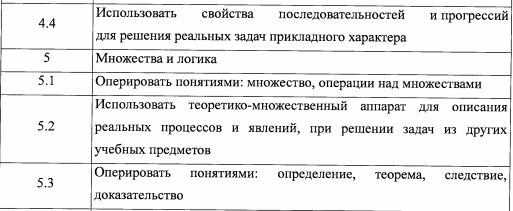 4.4 Использовать свойства последовательностей и прогрессий
для решения реальных задач прикладного характера
5 Множества и логика
5.1 Оперировать понятиями: множество, операции над множествами
Использовать теоретико-множественный аппарат для описания
5.2 реальных процессов и явлений, при решении задач из других
учебных предметов
5.3 Оперировать понятиями: определение, теорема, следствие,
доказательство